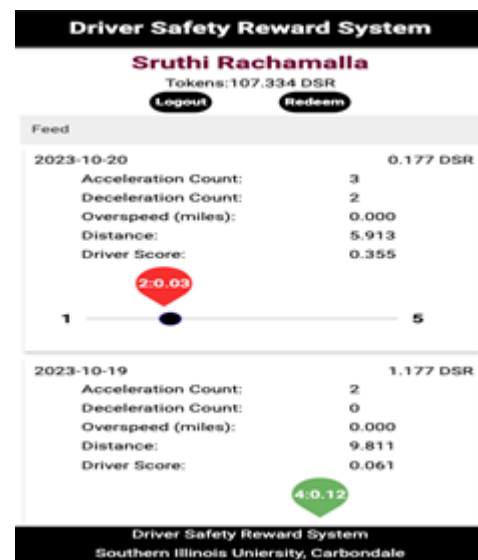 Driver Safety Reward System
Sruthi Rachamalla
Tokens:107.334 DSR
Logout Redeem
Feed
2023-10-20 0.177 DSR
Acceleration Count: 3
Deceleration Count: 2
Overspeed (miles): 0.000
Distance: 5.913
Driver Score: 0.355
2:0.03
1 5
2023-10-19 1.177 DSR
Acceleration Count: 2
Deceleration Count: 0
Overspeed (miles): 0.000
Distance: 9.811
Driver Score: 0.061
4:0.12
Driver Safety Reward System
Southern Illinois Uniersity, Carbondale